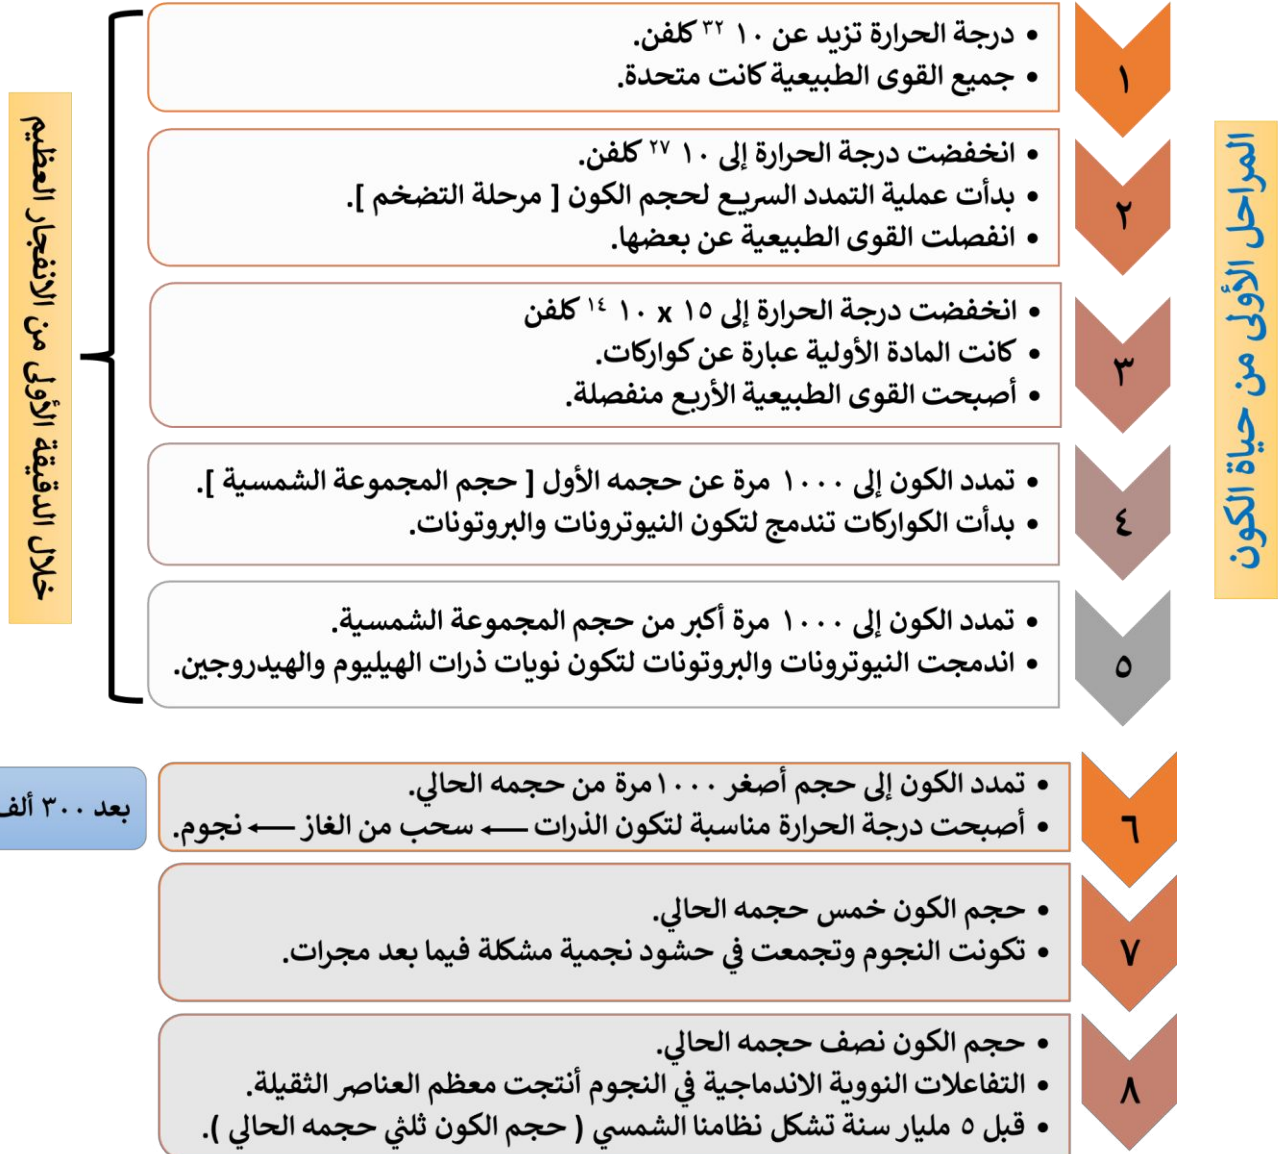 المراحل الأولى من حياة الكون
١
• درجة الحرارة تزيد عن ١٠ ٣٢ كلفن.
• جميع القوى الطبيعية كانت متحدة.
٢
• انخفضت درجة الحرارة إلى ١٠ ٢٧ كلفن.
• بدأت عملية التمدد السريع لحجم الكون [ مرحلة التضخم ].
• انفصلت القوى الطبيعية عن بعضها.
٣
• انخفضت درجة الحرارة إلى ١٥ x ١٠ ١٤ كلفن
• كانت المادة الأولية عبارة عن كواركات.
• أصبحت القوى الطبيعية الأربع منفصلة.
٤
• تمدد الكون إلى ١٠٠٠ مرة عن حجمه الأول [ حجم المجموعة الشمسية ].
• بدأت الكواركات تندمج لتكون النيوترونات والبروتونات.
٥
• تمدد الكون إلى ١٠٠٠ مرة أكبر من حجم المجموعة الشمسية.
• اندمجت النيوترونات والبروتونات لتكون نويات ذرات الهيليوم والهيدروجين.
خلال الدقيقة الأولى من الانفجار العظيم
٦
• تمدد الكون إلى حجم أصغر ١٠٠٠مرة من حجمه الحالي.
• أصبحت درجة الحرارة مناسبة لتكون الذرات ← سحب من الغاز ← نجوم.
بعد ٣٠٠ ألف
٧
• حجم الكون خمس حجمه الحالي.
• تكونت النجوم وتجمعت في حشود نجمية مشكلة فيما بعد مجرات.
٨
• حجم الكون نصف حجمه الحالي.
• التفاعلات النووية الاندماجية في النجوم أنتجت معظم العناصر الثقيلة.
• قبل ٥ مليار سنة تشكل نظامنا الشمسي ( حجم الكون ثلثي حجمه الحالي ).